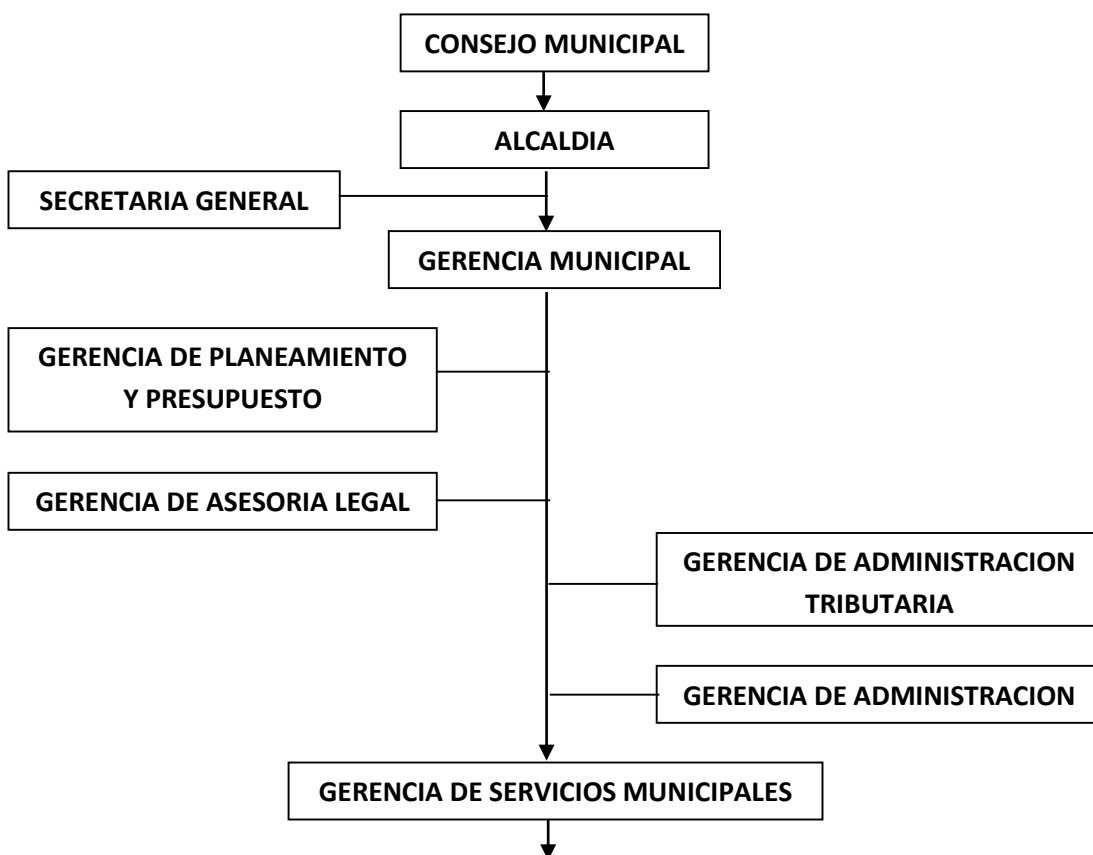 CONSEJO MUNICIPAL
ALCALDIA
SECRETARIA GENERAL
GERENCIA MUNICIPAL
GERENCIA DE PLANEAMIENTO
Y PRESUPUESTO
GERENCIA DE ASESORIA LEGAL
GERENCIA DE ADMINISTRACION
TRIBUTARIA
GERENCIA DE ADMINISTRACION
GERENCIA DE SERVICIOS MUNICIPALES